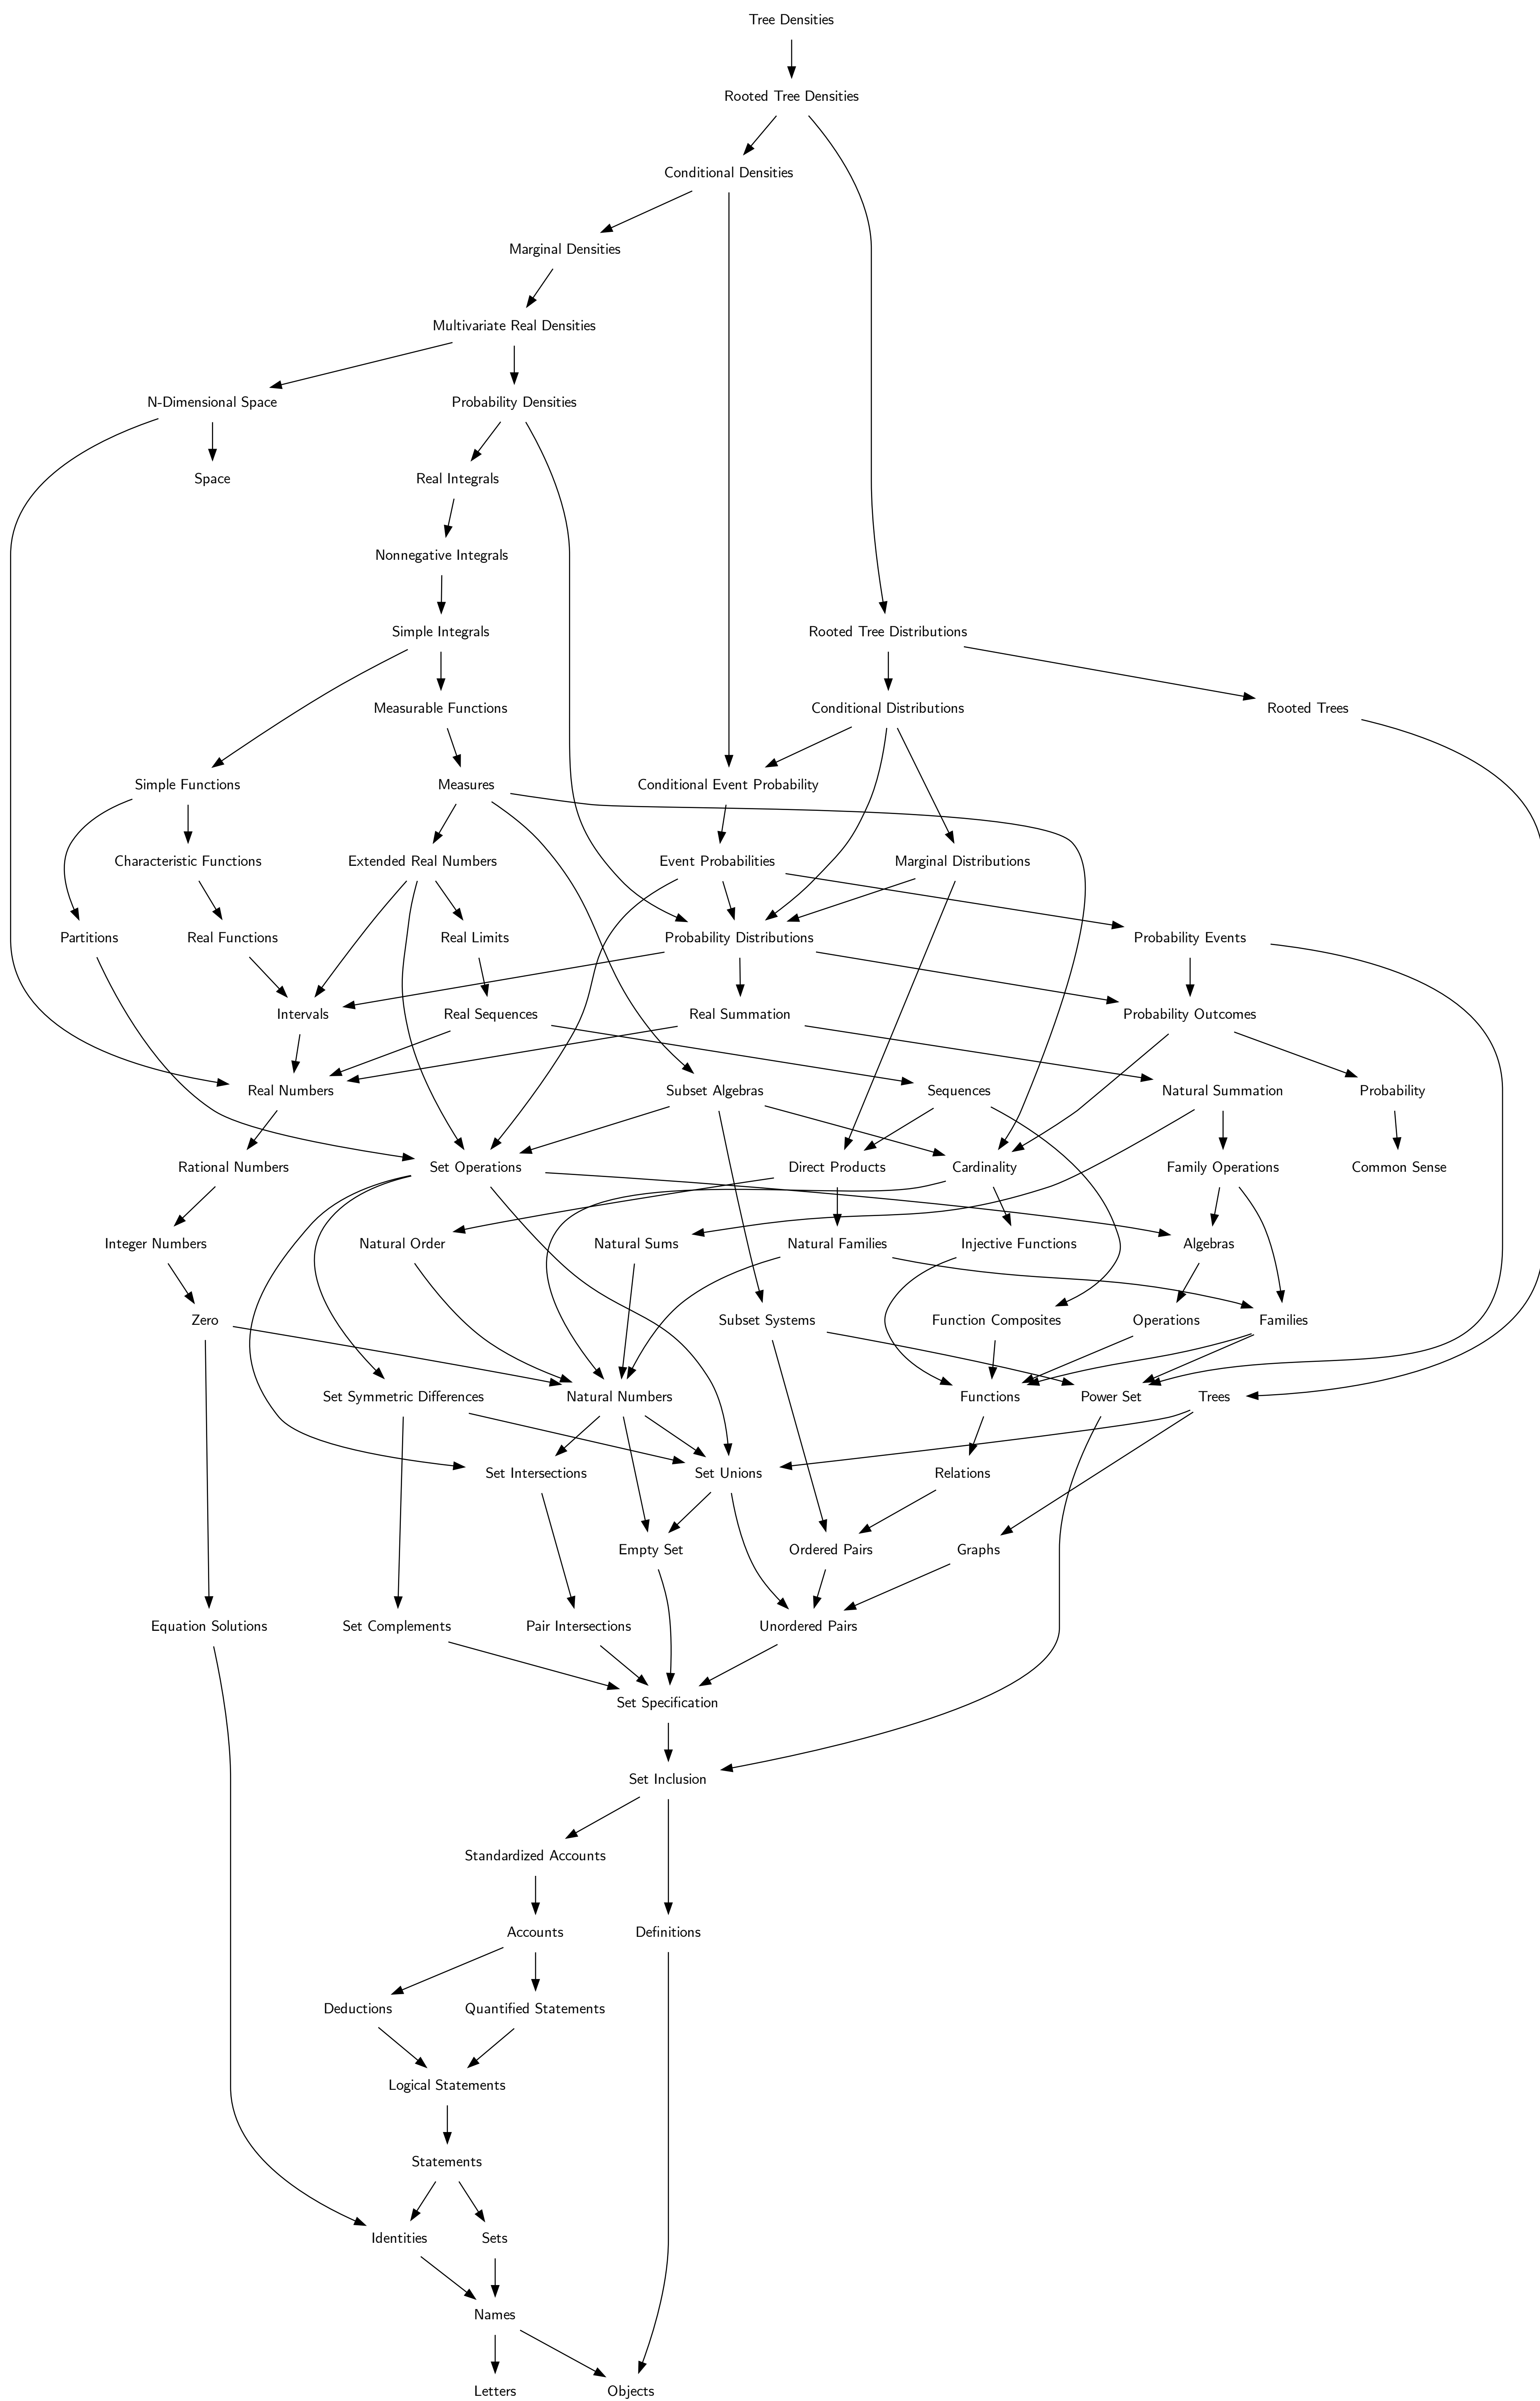 Tree Densities
Rooted Tree Densities
Conditional Densities
Marginal Densities
Multivariate Real Densities
N-Dimensional Space
Probability Densities
Space
Real Integrals
Nonnegative Integrals
Simple Integrals
Rooted Tree Distributions
Measurable Functions
Conditional Distributions
Rooted Trees
Simple Functions
Measures
Conditional Event Probability
Characteristic Functions
Extended Real Numbers
Event Probabilities
Marginal Distributions
Partitions
Real Functions
Real Limits
Probability Distributions
Probability Events
Intervals
Real Sequences
Real Summation
Probability Outcomes
Real Numbers
Subset Algebras
Sequences
Natural Summation
Probability
Rational Numbers
Set Operations
Direct Products
Cardinality
Family Operations
Common Sense
Integer Numbers
Natural Order
Natural Sums
Natural Families
Injective Functions
Algebras
Zero
Subset Systems
Function Composites
Operations
Families
Set Symmetric Differences
Natural Numbers
Functions
Power Set
Trees
Set Intersections
Set Unions
Relations
Empty Set
Ordered Pairs
Graphs
Equation Solutions
Set Complements
Pair Intersections
Unordered Pairs
Set Specification
Set Inclusion
Standardized Accounts
Accounts
Definitions
Deductions
Quantified Statements
Logical Statements
Statements
Identities
Sets
Names
Letters
Objects